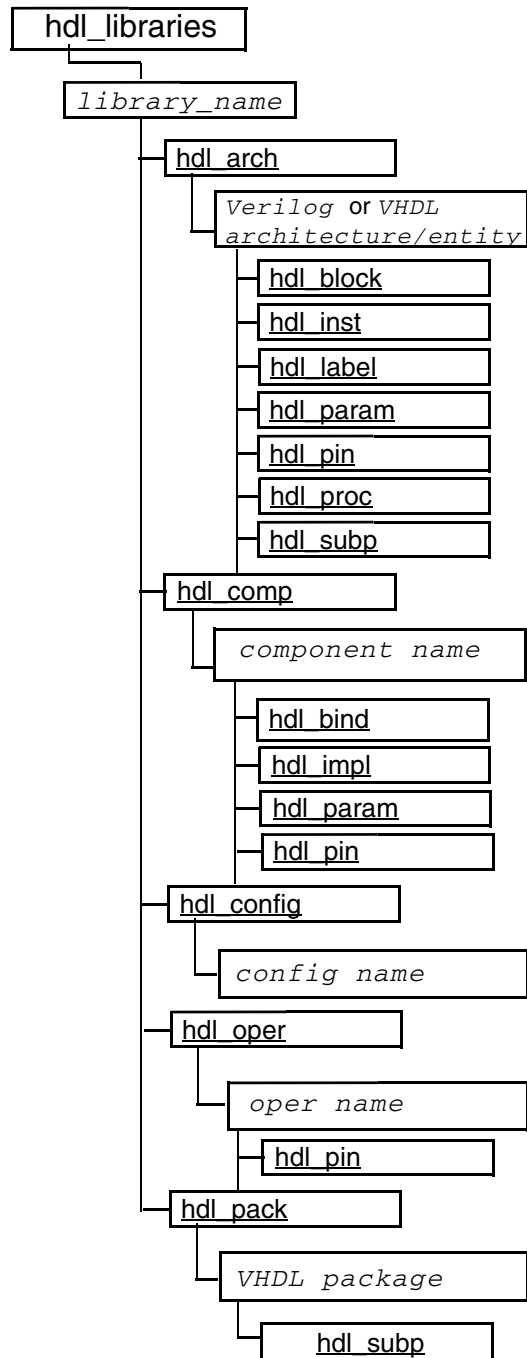 hdl_libraries
library_name
hdl_arch
Verilog or VHDL
architecture/entity
hdl_block
hdl_inst
hdl_label
hdl_param
hdl_pin
hdl_proc
hdl_subp
hdl_comp
component name
hdl_bind
hdl_impl
hdl_param
hdl_pin
hdl_config
config name
hdl_oper
oper name
hdl_pin
hdl_pack
VHDL package
hdl_subp